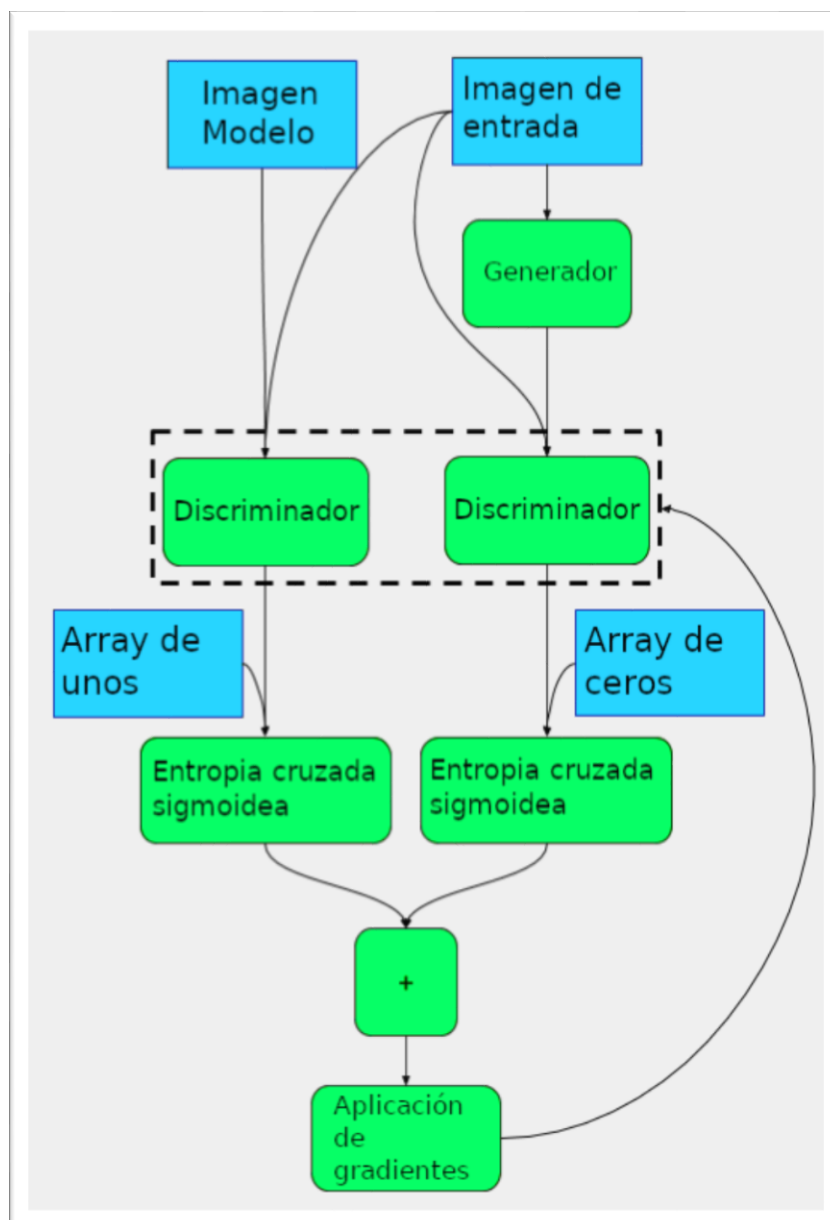 Imagen
Modelo
Imagen de
entrada
Generador
Discriminador
Discriminador
Array de
unos
Array de
ceros
Entropia cruzada
sigmoidea
Entropia cruzada
sigmoidea
+
Aplicación
de
gradientes